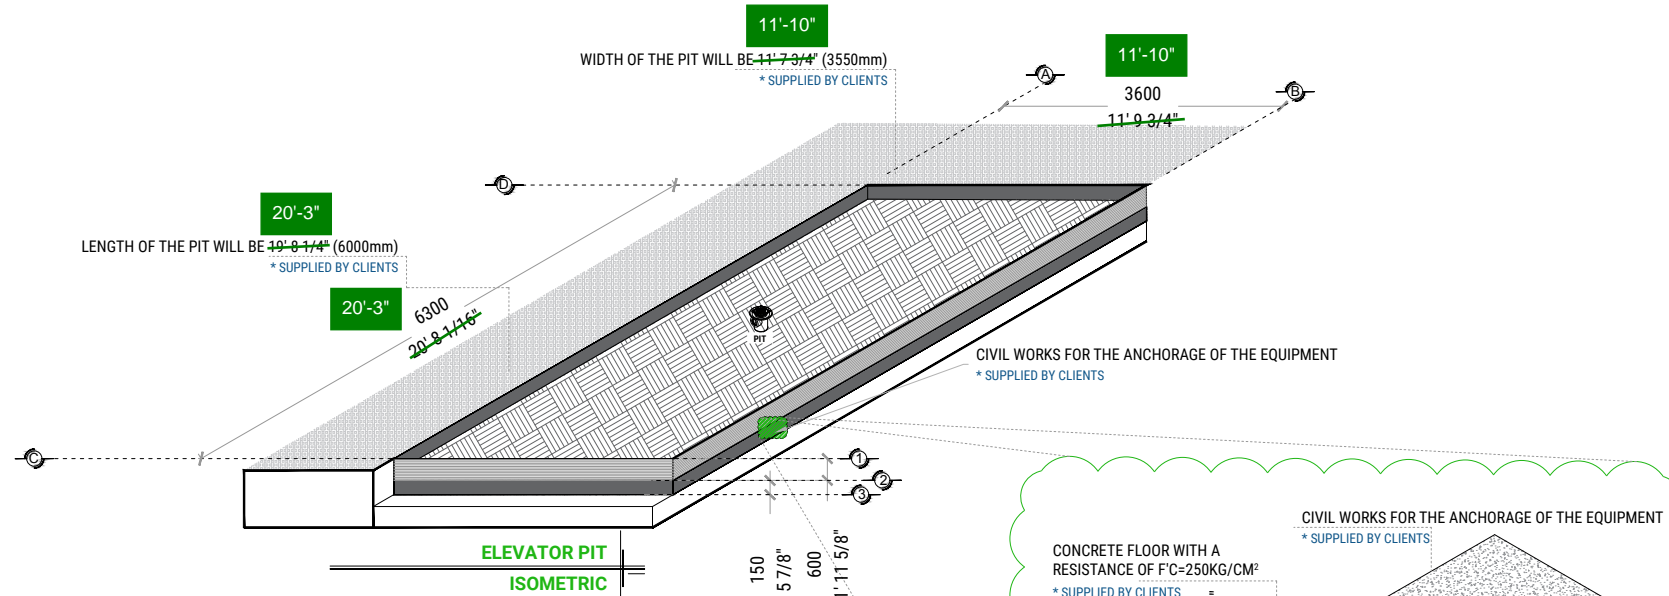 11'-10"
WIDTH OF THE PIT WILL BE 11' 7 3/4" (3550mm)
* SUPPLIED BY CLIENTS
11'-10"
3600
11' 9 3/4"
A
B
D
20'-3"
LENGTH OF THE PIT WILL BE 19' 8 1/4" (6000mm)
* SUPPLIED BY CLIENTS
20'-3"
6300
20' 8 1/16"
PIT
CIVIL WORKS FOR THE ANCHORAGE OF THE EQUIPMENT
* SUPPLIED BY CLIENTS
C
1
2
3
ELEVATOR PIT
ISOMETRIC
150
5 7/8"
600
1' 11 5/8"
CONCRETE FLOOR WITH A
RESISTANCE OF F'C=250KG/CM²
* SUPPLIED BY CLIENTS
CIVIL WORKS FOR THE ANCHORAGE OF THE EQUIPMENT
* SUPPLIED BY CLIENTS